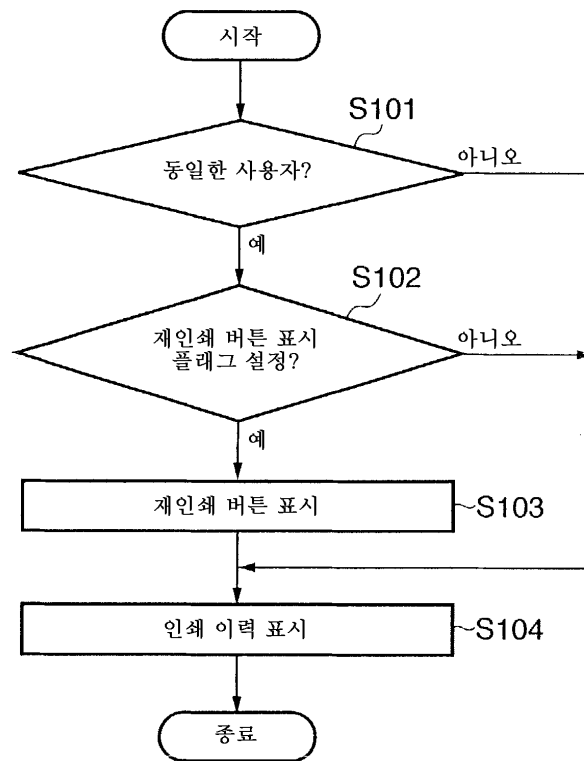 시작
S101
동일한 사용자?
아니오
예
S102
재인쇄 버튼 표시
플래그 설정?
아니오
예
재인쇄 버튼 표시
S103
인쇄 이력 표시
S104
종료